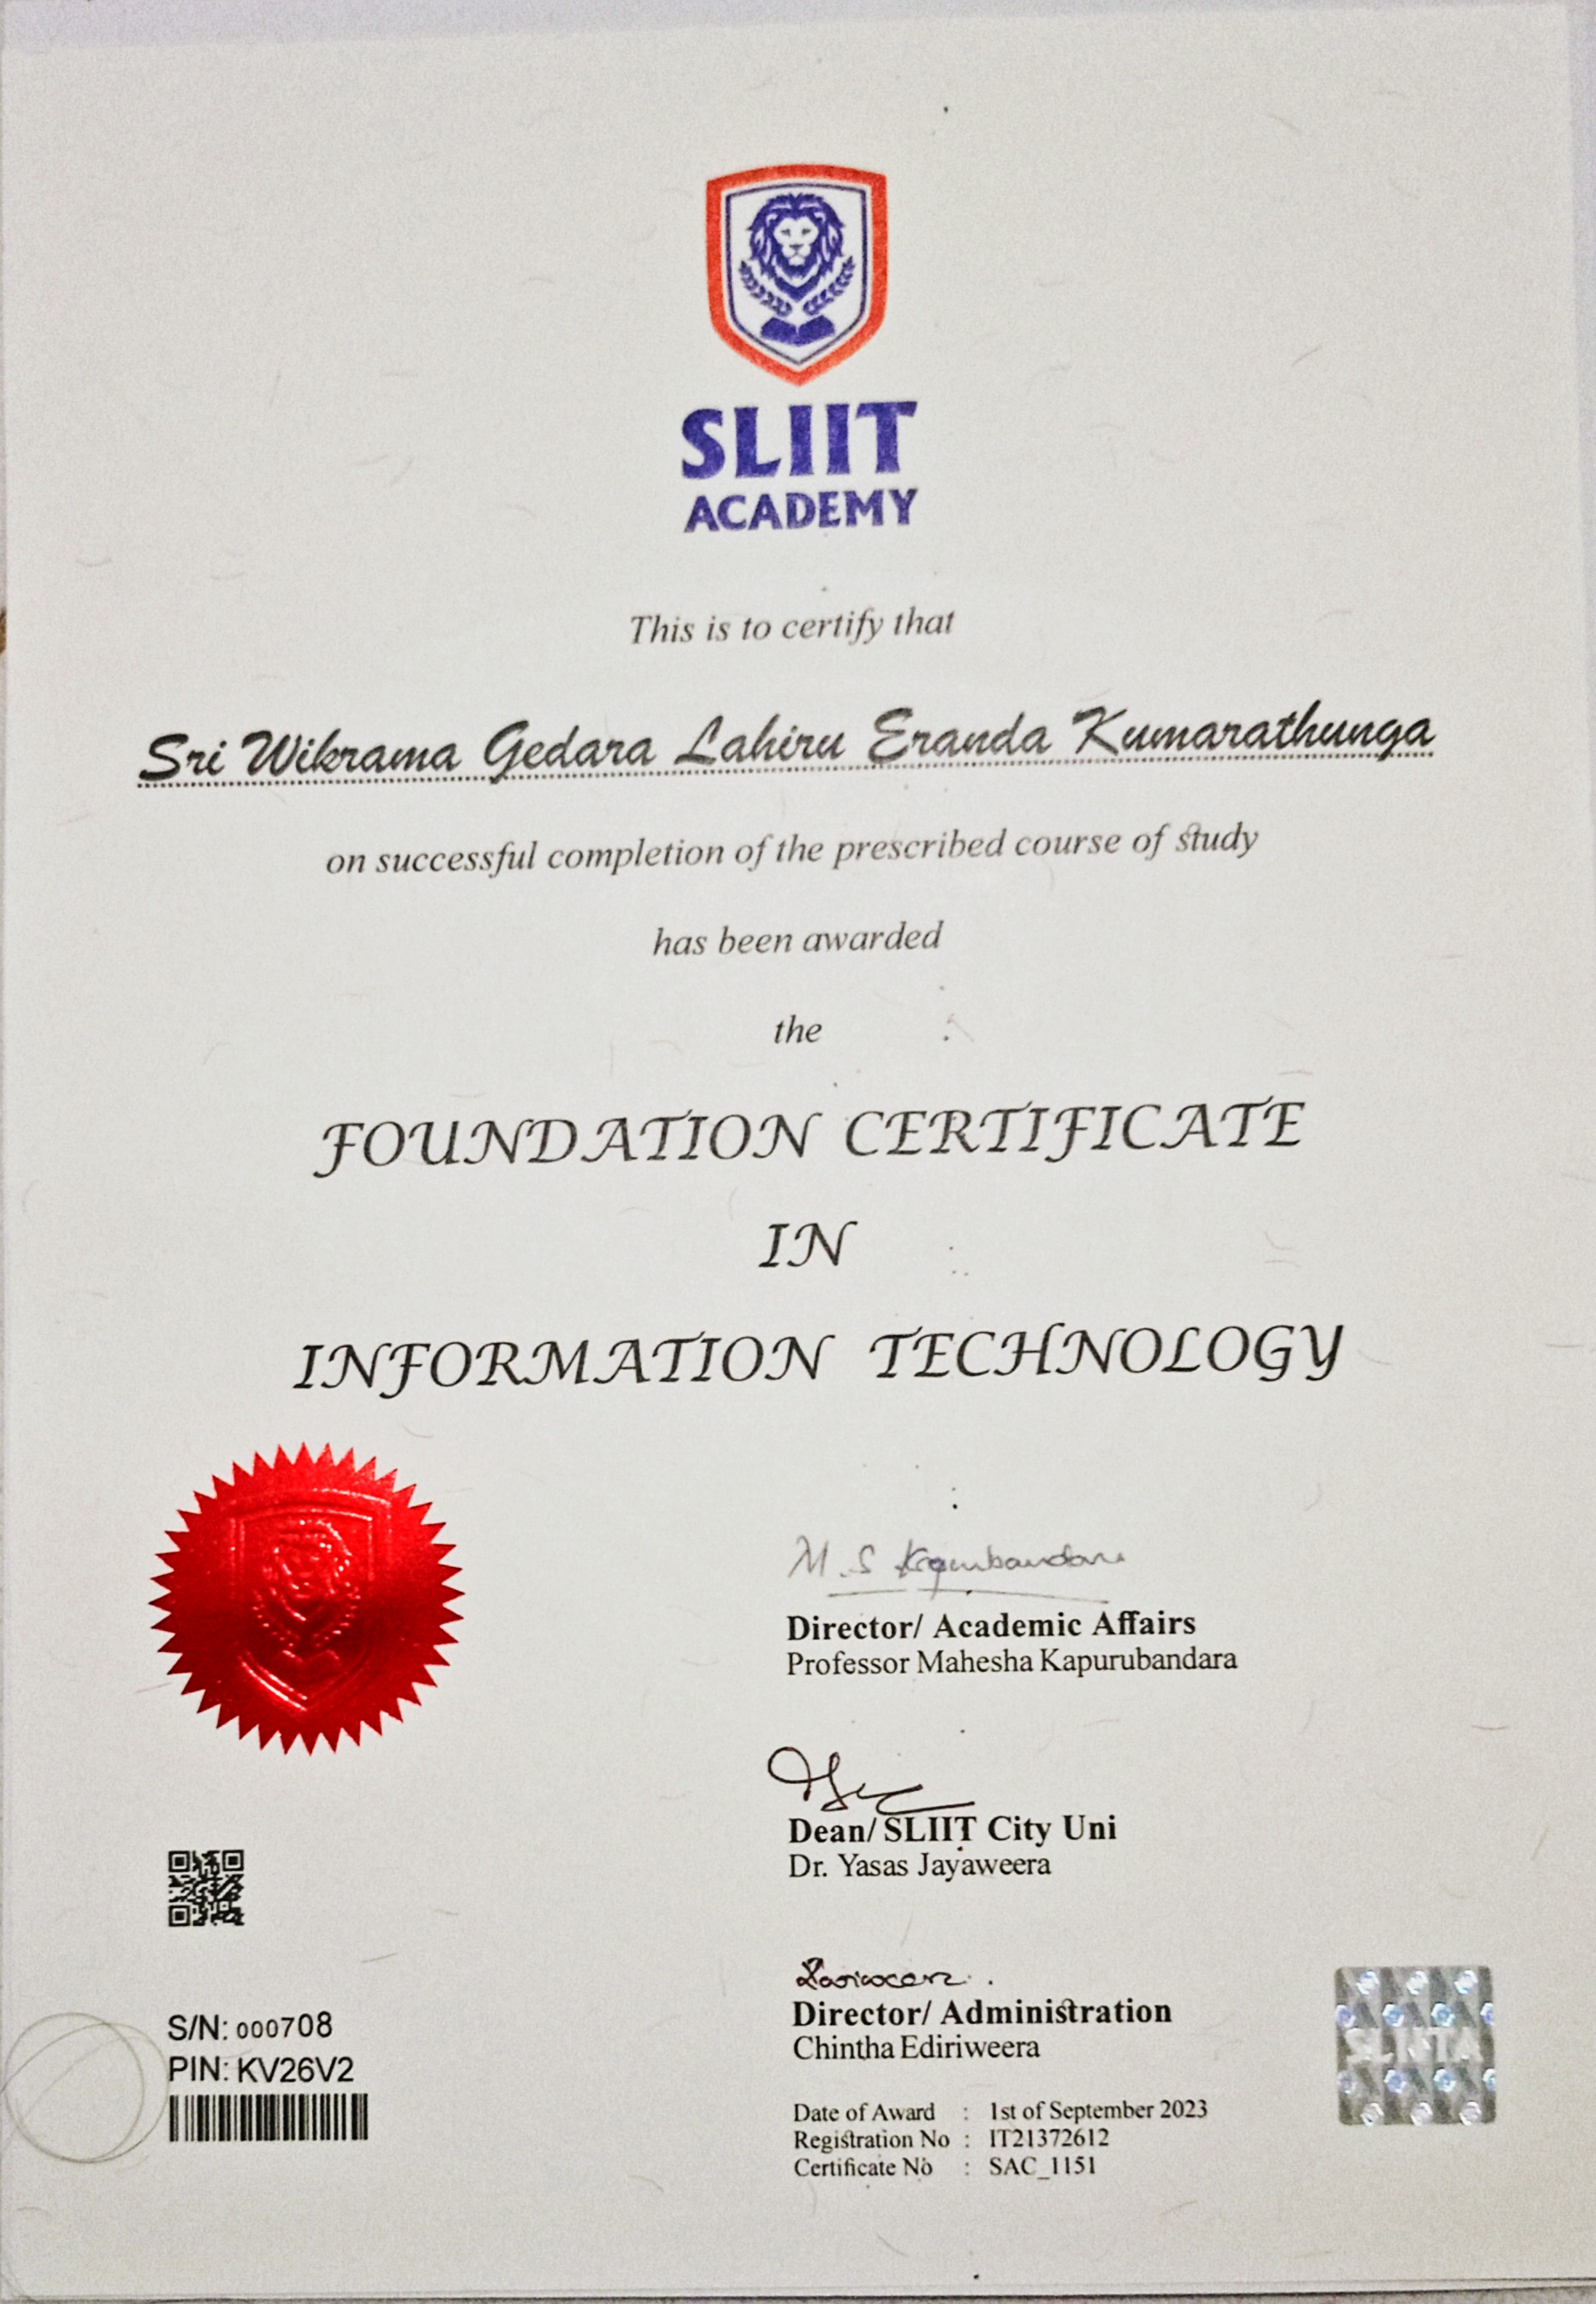 SLIIT
ACADEMY
This is to certify that
Sri Wikrama Gedara Lahiru Eranda Kumarathunga
on successful completion of the prescribed course of study
has been awarded
the
FOUNDATION CERTIFICATE
IN
INFORMATION TECHNOLOGY
M.S Kapurubandara
Director/ Academic Affairs
Professor Mahesha Kapurubandara
Dean/ SLIIT City Uni
Dr. Yasas Jayaweera
Director/ Administration
Chintha Ediriweera
S/N: 000708
PIN: KV26V2
Date of Award : 1st of September 2023
Registration No : IT21372612
Certificate No : SAC_1151